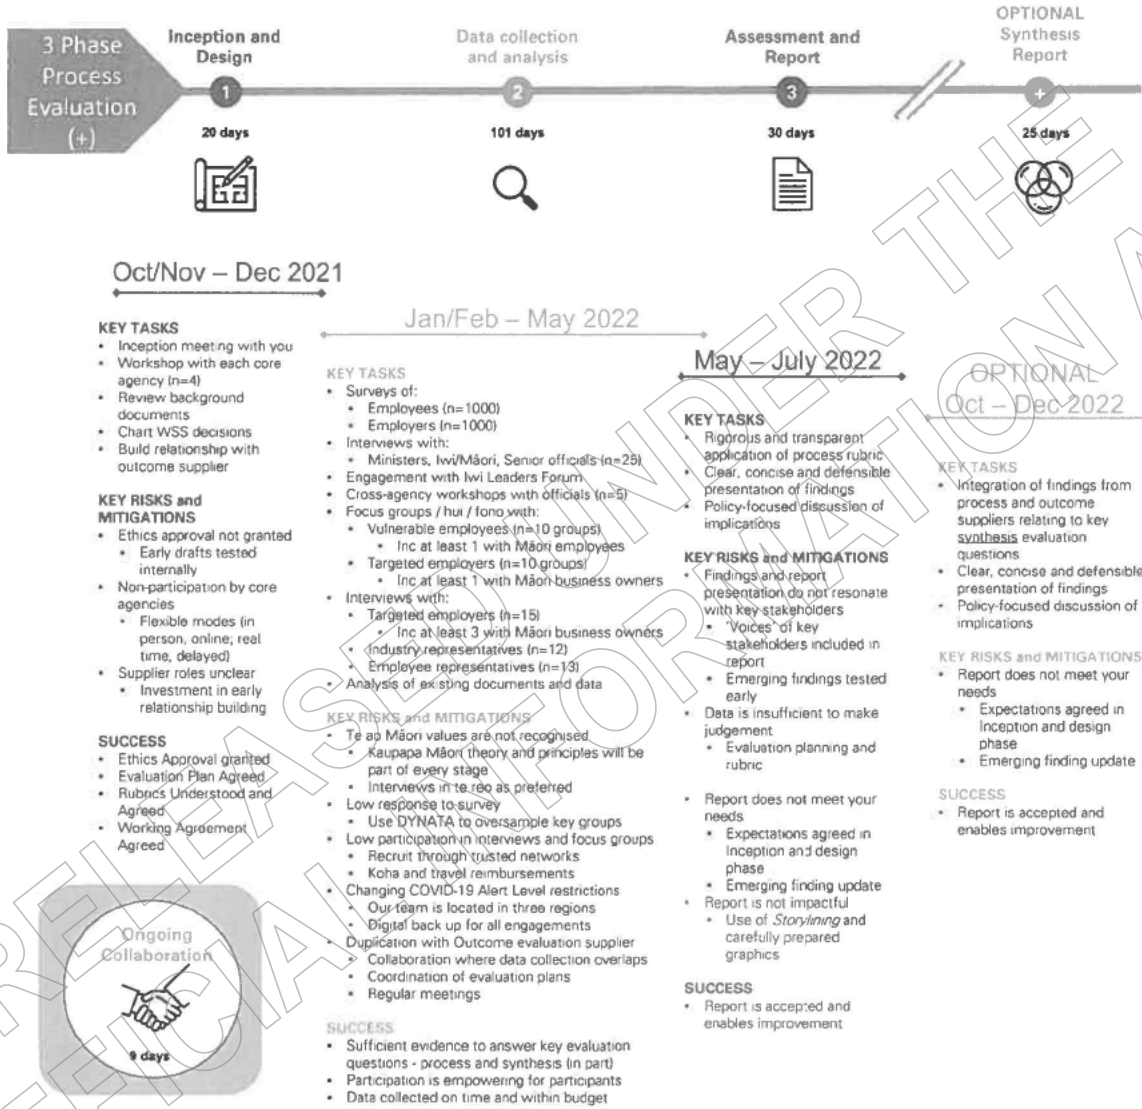 3 Phase
Process
Evaluation
(+)
Inception and
Design
1
20 days
Data collection
and analysis
2
101 days
Assessment and
Report
3
30 days
OPTIONAL
Synthesis
Report
+
25 days
Oct/Nov – Dec 2021
KEY TASKS
• Inception meeting with you
• Workshop with each core
agency (n=4)
• Review background
documents
• Chart WSS decisions
• Build relationship with
outcome supplier
KEY RISKS and
MITIGATIONS
• Ethics approval not granted
• Early drafts tested
internally
• Non-participation by core
agencies
• Flexible modes (in
person, online; real
time, delayed)
• Supplier roles unclear
• Investment in early
relationship building
SUCCESS
• Ethics Approval granted
• Evaluation Plan Agreed
• Rubrics Understood and
Agreed
• Working Agreement
Agreed
Ongoing
Collaboration
9 days
Jan/Feb – May 2022
KEY TASKS
• Surveys of:
• Employees (n=1000)
• Employers (n=1000)
• Interviews with:
• Ministers, Iwi/Māori, Senior officials (n=25)
• Engagement with Iwi Leaders Forum
• Cross-agency workshops with officials (n=5)
• Focus groups / hui / fono with:
• Vulnerable employees (n=10 groups)
• Inc at least 1 with Māori employees
• Targeted employers (n=10 groups)
• Inc at least 1 with Māori business owners
• Interviews with:
• Targeted employers (n=15)
• Inc at least 3 with Māori business owners
• Industry representatives (n=12)
• Employee representatives (n=13)
• Analysis of existing documents and data
KEY RISKS and MITIGATIONS
• Te ao Māori values are not recognised
• Kaupapa Māori theory and principles will be
part of every stage
• Interviews in te reo as preferred
• Low response to survey
• Use DYNATA to oversample key groups
• Low participation in interviews and focus groups
• Recruit through trusted networks
• Koha and travel reimbursements
• Changing COVID-19 Alert Level restrictions
• Our team is located in three regions
• Digital back up for all engagements
• Duplication with Outcome evaluation supplier
• Collaboration where data collection overlaps
• Coordination of evaluation plans
• Regular meetings
SUCCESS
• Sufficient evidence to answer key evaluation
questions - process and synthesis (in part)
• Participation is empowering for participants
• Data collected on time and within budget
May – July 2022
KEY TASKS
• Rigorous and transparent
application of process rubric
• Clear, concise and defensible
presentation of findings
• Policy-focused discussion of
implications
KEY RISKS and MITIGATIONS
• Findings and report
presentation do not resonate
with key stakeholders
• 'Voices' of key
stakeholders included in
report
• Emerging findings tested
early
• Data is insufficient to make
judgement
• Evaluation planning and
rubric
• Report does not meet your
needs
• Expectations agreed in
Inception and design
phase
• Emerging finding update
• Report is not impactful
• Use of Storylining and
carefully prepared
graphics
SUCCESS
• Report is accepted and
enables improvement
OPTIONAL
Oct – Dec 2022
KEY TASKS
• Integration of findings from
process and outcome
suppliers relating to key
synthesis evaluation
questions
• Clear, concise and defensible
presentation of findings
• Policy-focused discussion of
implications
KEY RISKS and MITIGATIONS
• Report does not meet your
needs
• Expectations agreed in
Inception and design
phase
• Emerging finding update
SUCCESS
• Report is accepted and
enables improvement
RELEASED UNDER THE
OFFICIAL INFORMATION A